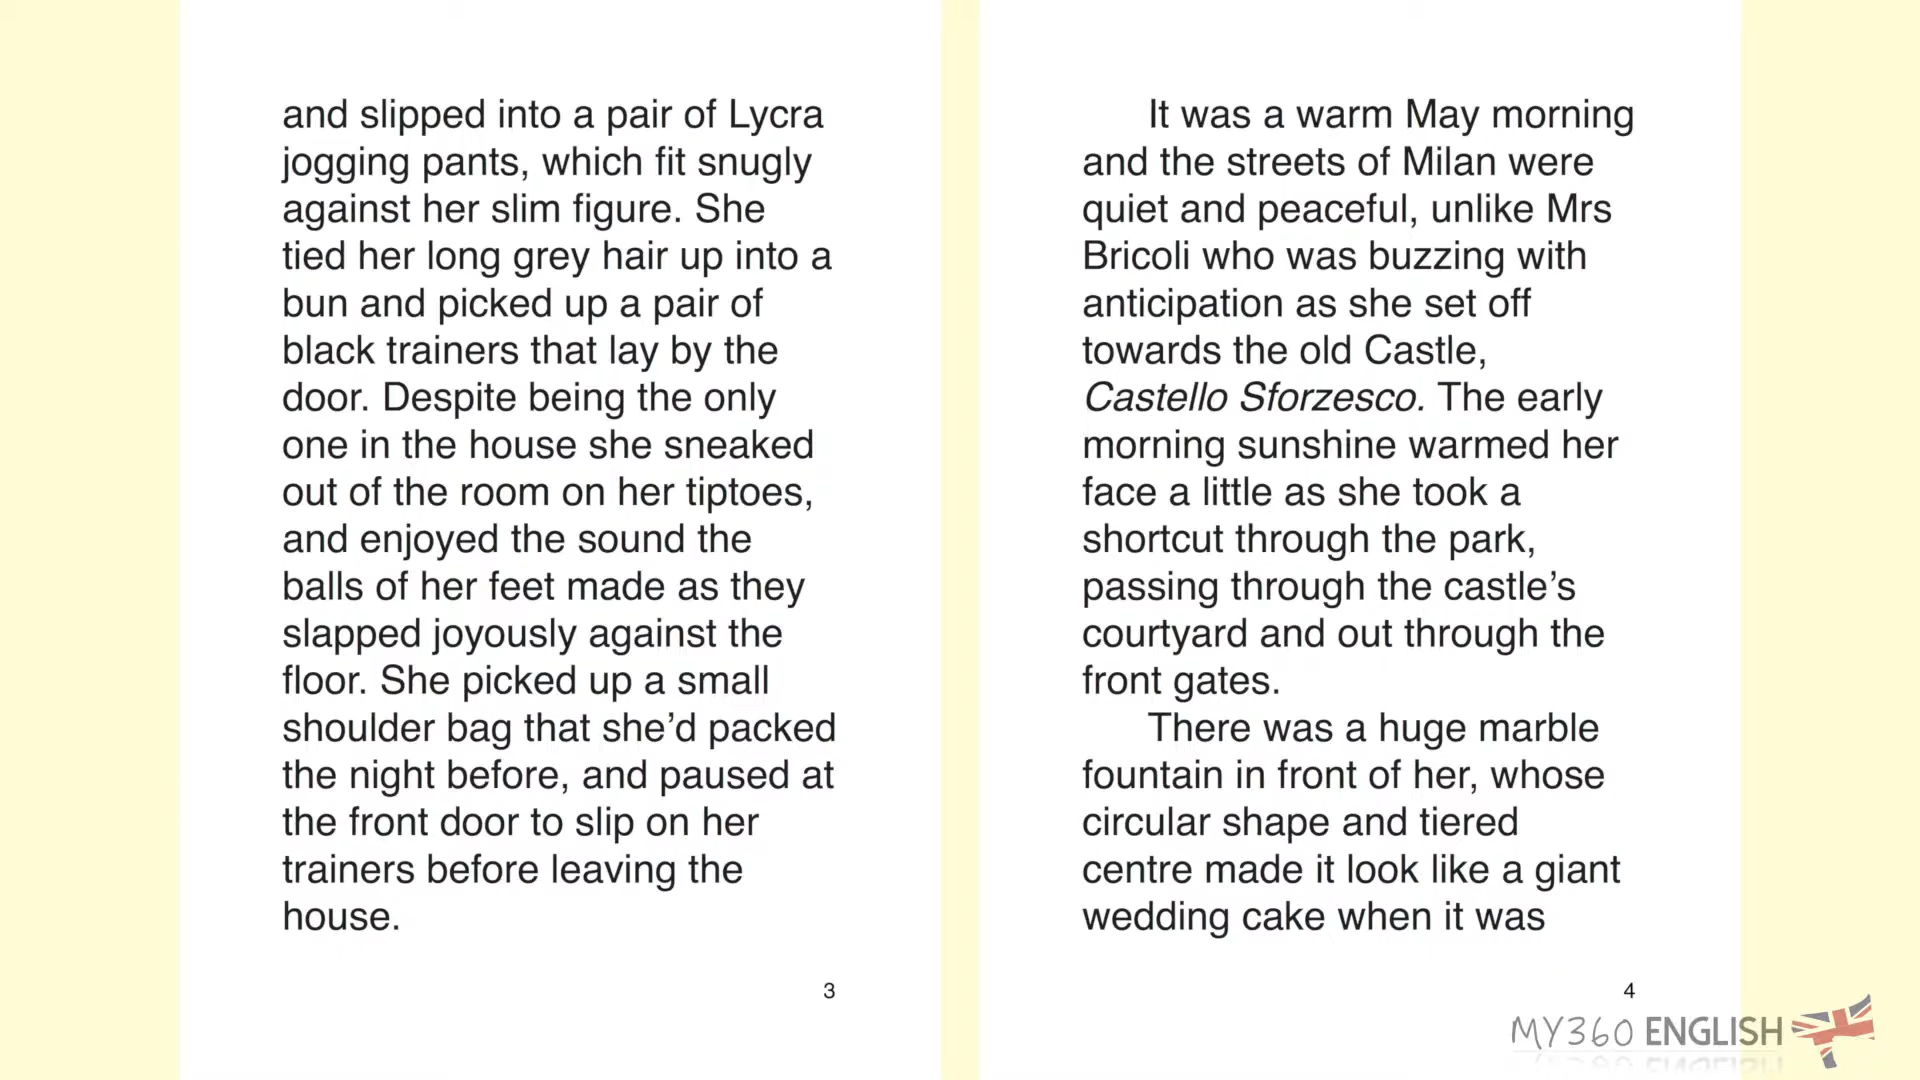 and slipped into a pair of Lycra
jogging pants, which fit snugly
against her slim figure. She
tied her long grey hair up into a
bun and picked up a pair of
black trainers that lay by the
door. Despite being the only
one in the house she sneaked
out of the room on her tiptoes,
and enjoyed the sound the
balls of her feet made as they
slapped joyously against the
floor. She picked up a small
shoulder bag that she’d packed
the night before, and paused at
the front door to slip on her
trainers before leaving the
house.
3
It was a warm May morning
and the streets of Milan were
quiet and peaceful, unlike Mrs
Bricoli who was buzzing with
anticipation as she set off
towards the old Castle,
Castello Sforzesco. The early
morning sunshine warmed her
face a little as she took a
shortcut through the park,
passing through the castle’s
courtyard and out through the
front gates.
There was a huge marble
fountain in front of her, whose
circular shape and tiered
centre made it look like a giant
wedding cake when it was
4
MY360 ENGLISH